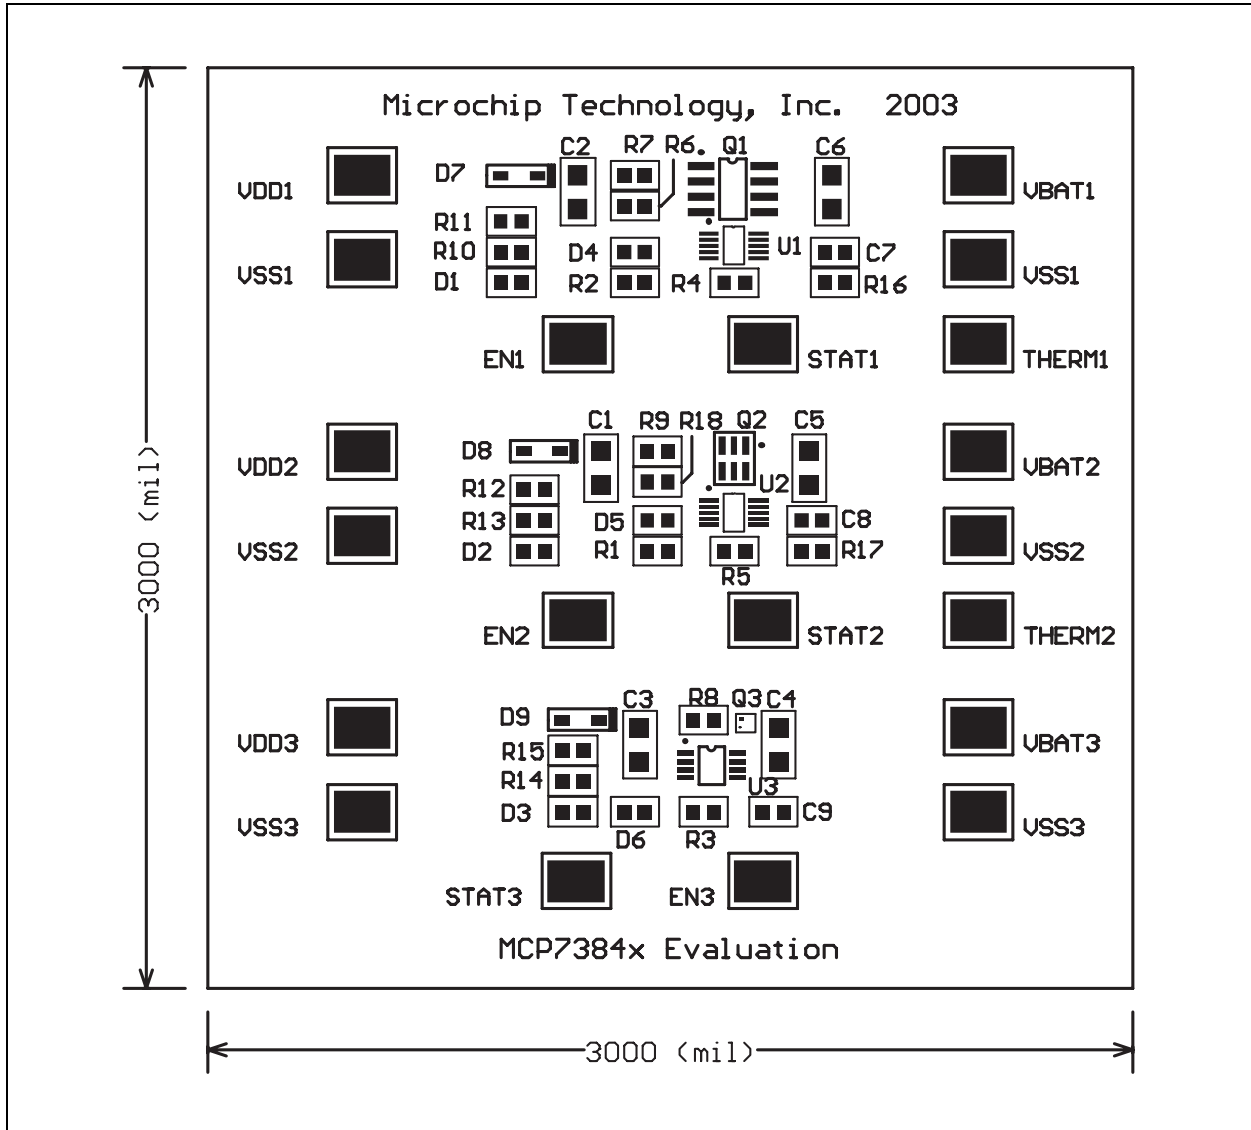 Microchip Technology, Inc. 2003
C2 R7 R6. Q1 C6
D7
VDD1 VBAT1
R11
R10 D4 U1 C7
VSS1 D1 R2 R4 R16 VSS1
EN1 STAT1 THERM1
C1 R9 R18 Q2 C5
D8
VDD2 VBAT2
R12 U2
R13 D5 C8
VSS2 D2 R1 R17 VSS2
R5
EN2 STAT2 THERM2
C3 R8 Q3 C4
D9
VDD3 VBAT3
R15
R14 U3
D3 C9
VSS3 VSS3
D6 R3
STAT3 EN3
MCP7384x Evaluation
3000 (mil)
3000 (mil)